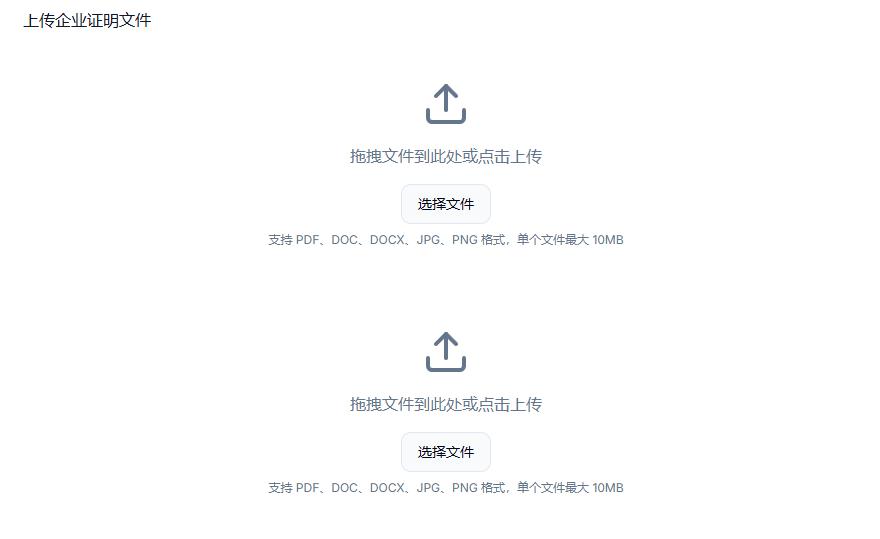 上传企业证明文件
拖拽文件到此处或点击上传
选择文件
支持 PDF、DOC、DOCX、JPG、PNG 格式，单个文件最大 10MB
拖拽文件到此处或点击上传
选择文件
支持 PDF、DOC、DOCX、JPG、PNG 格式，单个文件最大 10MB